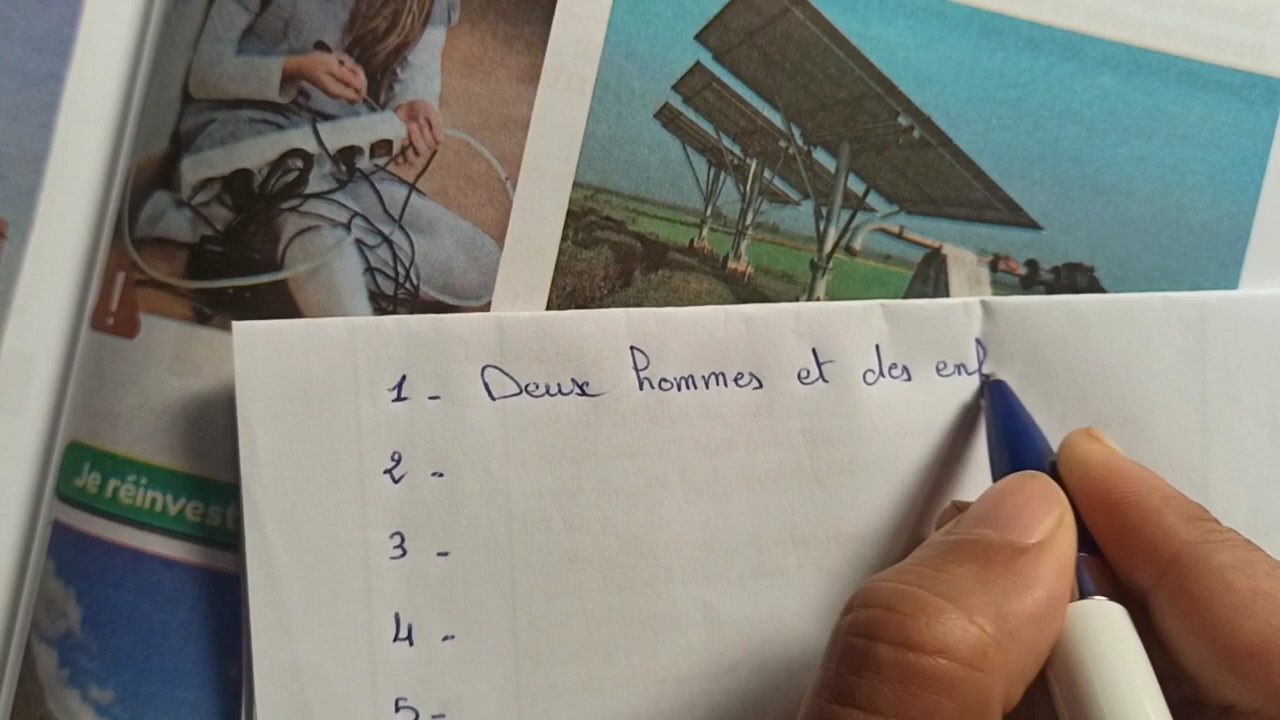 1 - Deux hommes et des enf
2 -
3 -
Je réinvest
4 -
5 -